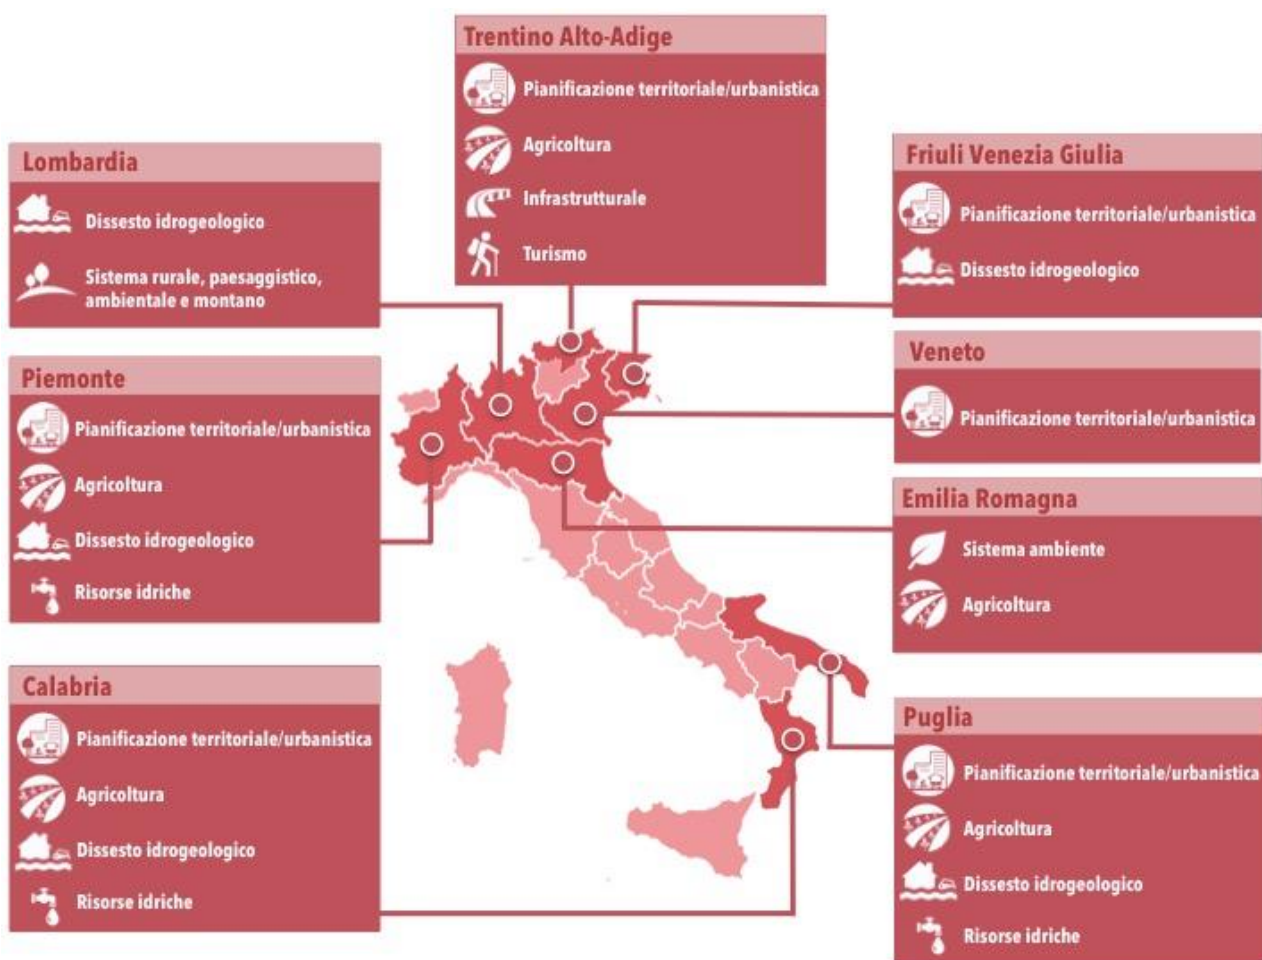 Trentino Alto-Adige
Pianificazione territoriale/urbanistica
Agricoltura
Infrastrutturale
Turismo
Lombardia
Dissesto idrogeologico
Sistema rurale, paesaggistico,
ambientale e montano
Friuli Venezia Giulia
Pianificazione territoriale/urbanistica
Dissesto idrogeologico
Piemonte
Pianificazione territoriale/urbanistica
Agricoltura
Dissesto idrogeologico
Risorse idriche
Veneto
Pianificazione territoriale/urbanistica
Emilia Romagna
Sistema ambiente
Agricoltura
Calabria
Pianificazione territoriale/urbanistica
Agricoltura
Dissesto idrogeologico
Risorse idriche
Puglia
Pianificazione territoriale/urbanistica
Agricoltura
Dissesto idrogeologico
Risorse idriche